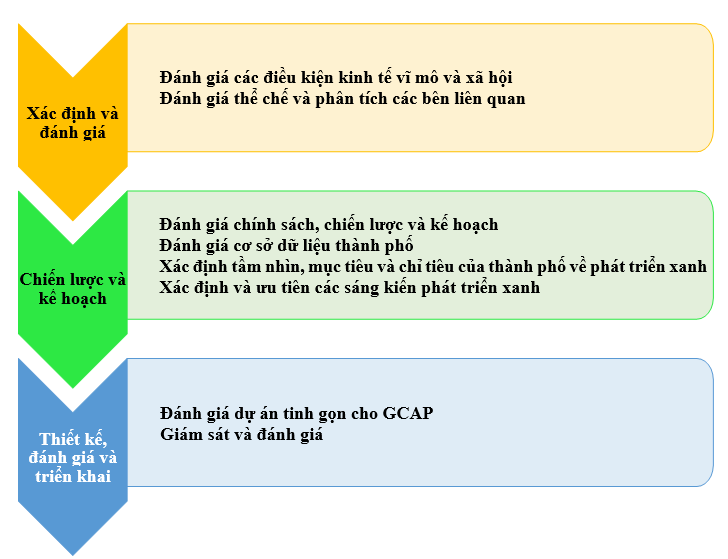 Xác định và
đánh giá
Đánh giá các điều kiện kinh tế vĩ mô và xã hội
Đánh giá thể chế và phân tích các bên liên quan
Chiến lược và
kế hoạch
Đánh giá chính sách, chiến lược và kế hoạch
Đánh giá cơ sở dữ liệu thành phố
Xác định tầm nhìn, mục tiêu và chỉ tiêu của thành phố về phát triển xanh
Xác định và ưu tiên các sáng kiến phát triển xanh
Thiết kế,
đánh giá và
triển khai
Đánh giá dự án tinh gọn cho GCAP
Giám sát và đánh giá